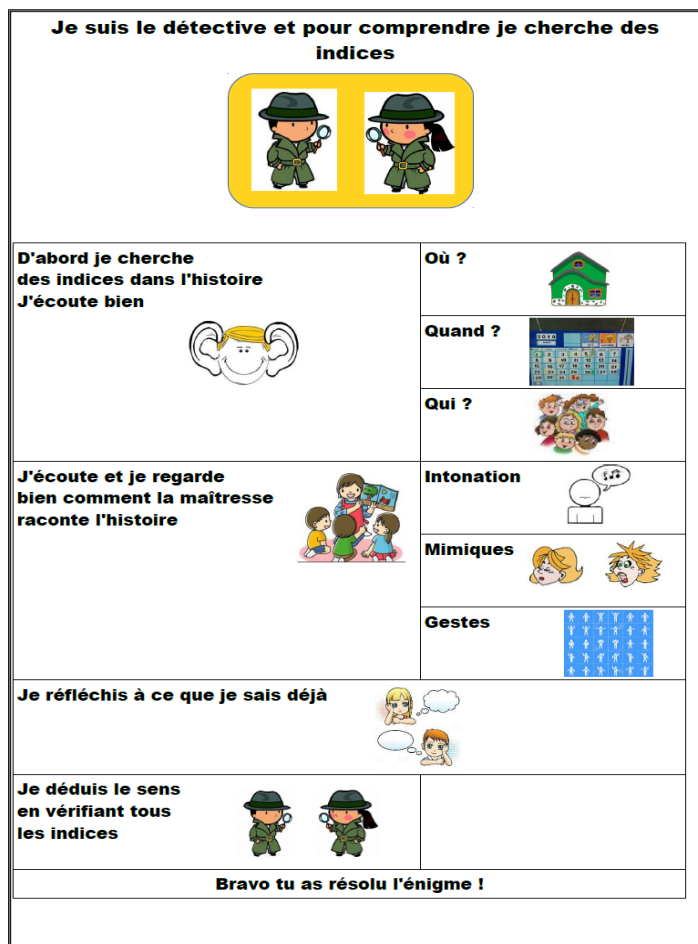 Je suis le détective et pour comprendre je cherche des
indices
D'abord je cherche
des indices dans l'histoire
J'écoute bien
Où ?
Quand ?
Qui ?
J'écoute et je regarde
bien comment la maîtresse
raconte l'histoire
Intonation
Mimiques
Gestes
Je réfléchis à ce que je sais déjà
Je déduis le sens
en vérifiant tous
les indices
Bravo tu as résolu l'énigme !